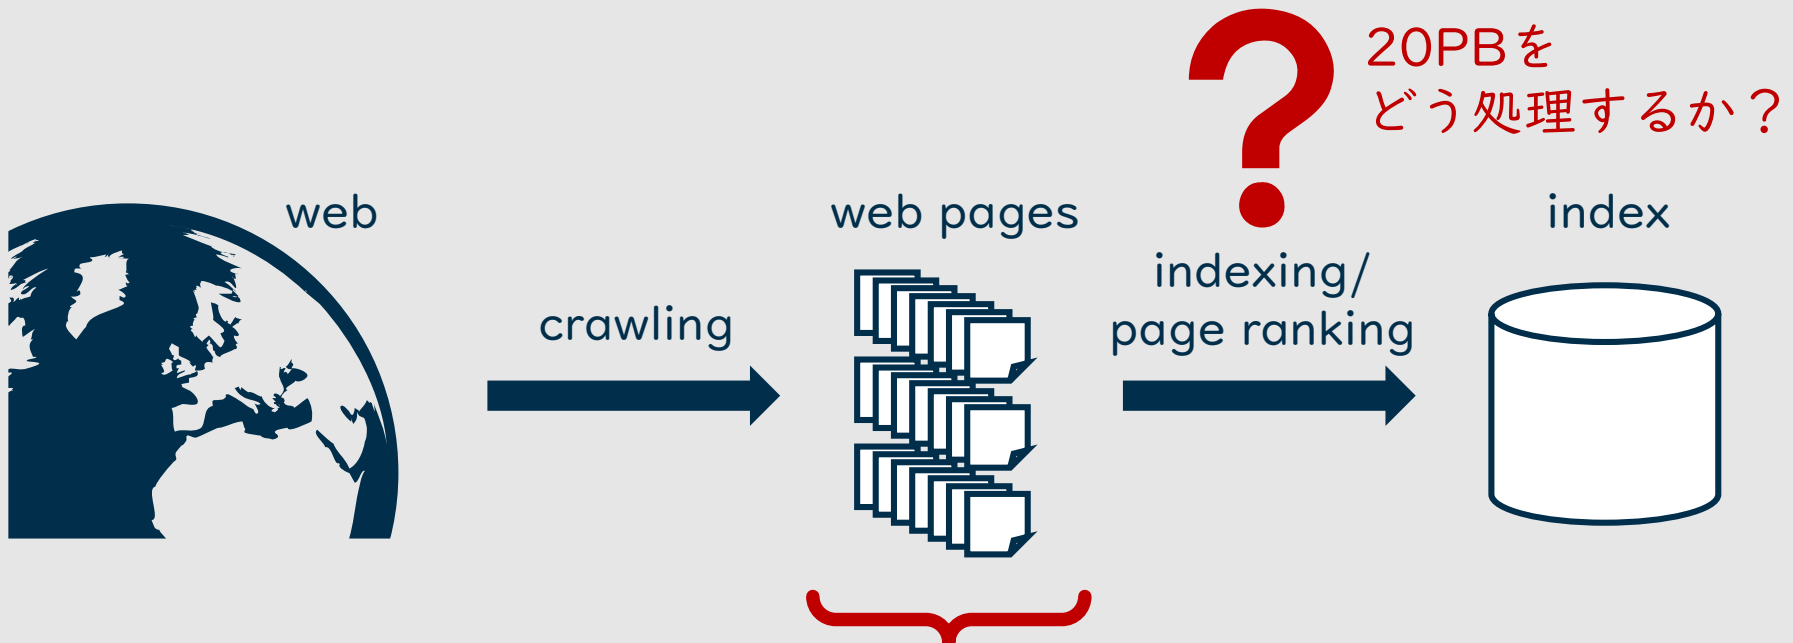 20PBを
どう処理するか？
web
web pages
index
crawling
indexing/
page ranking